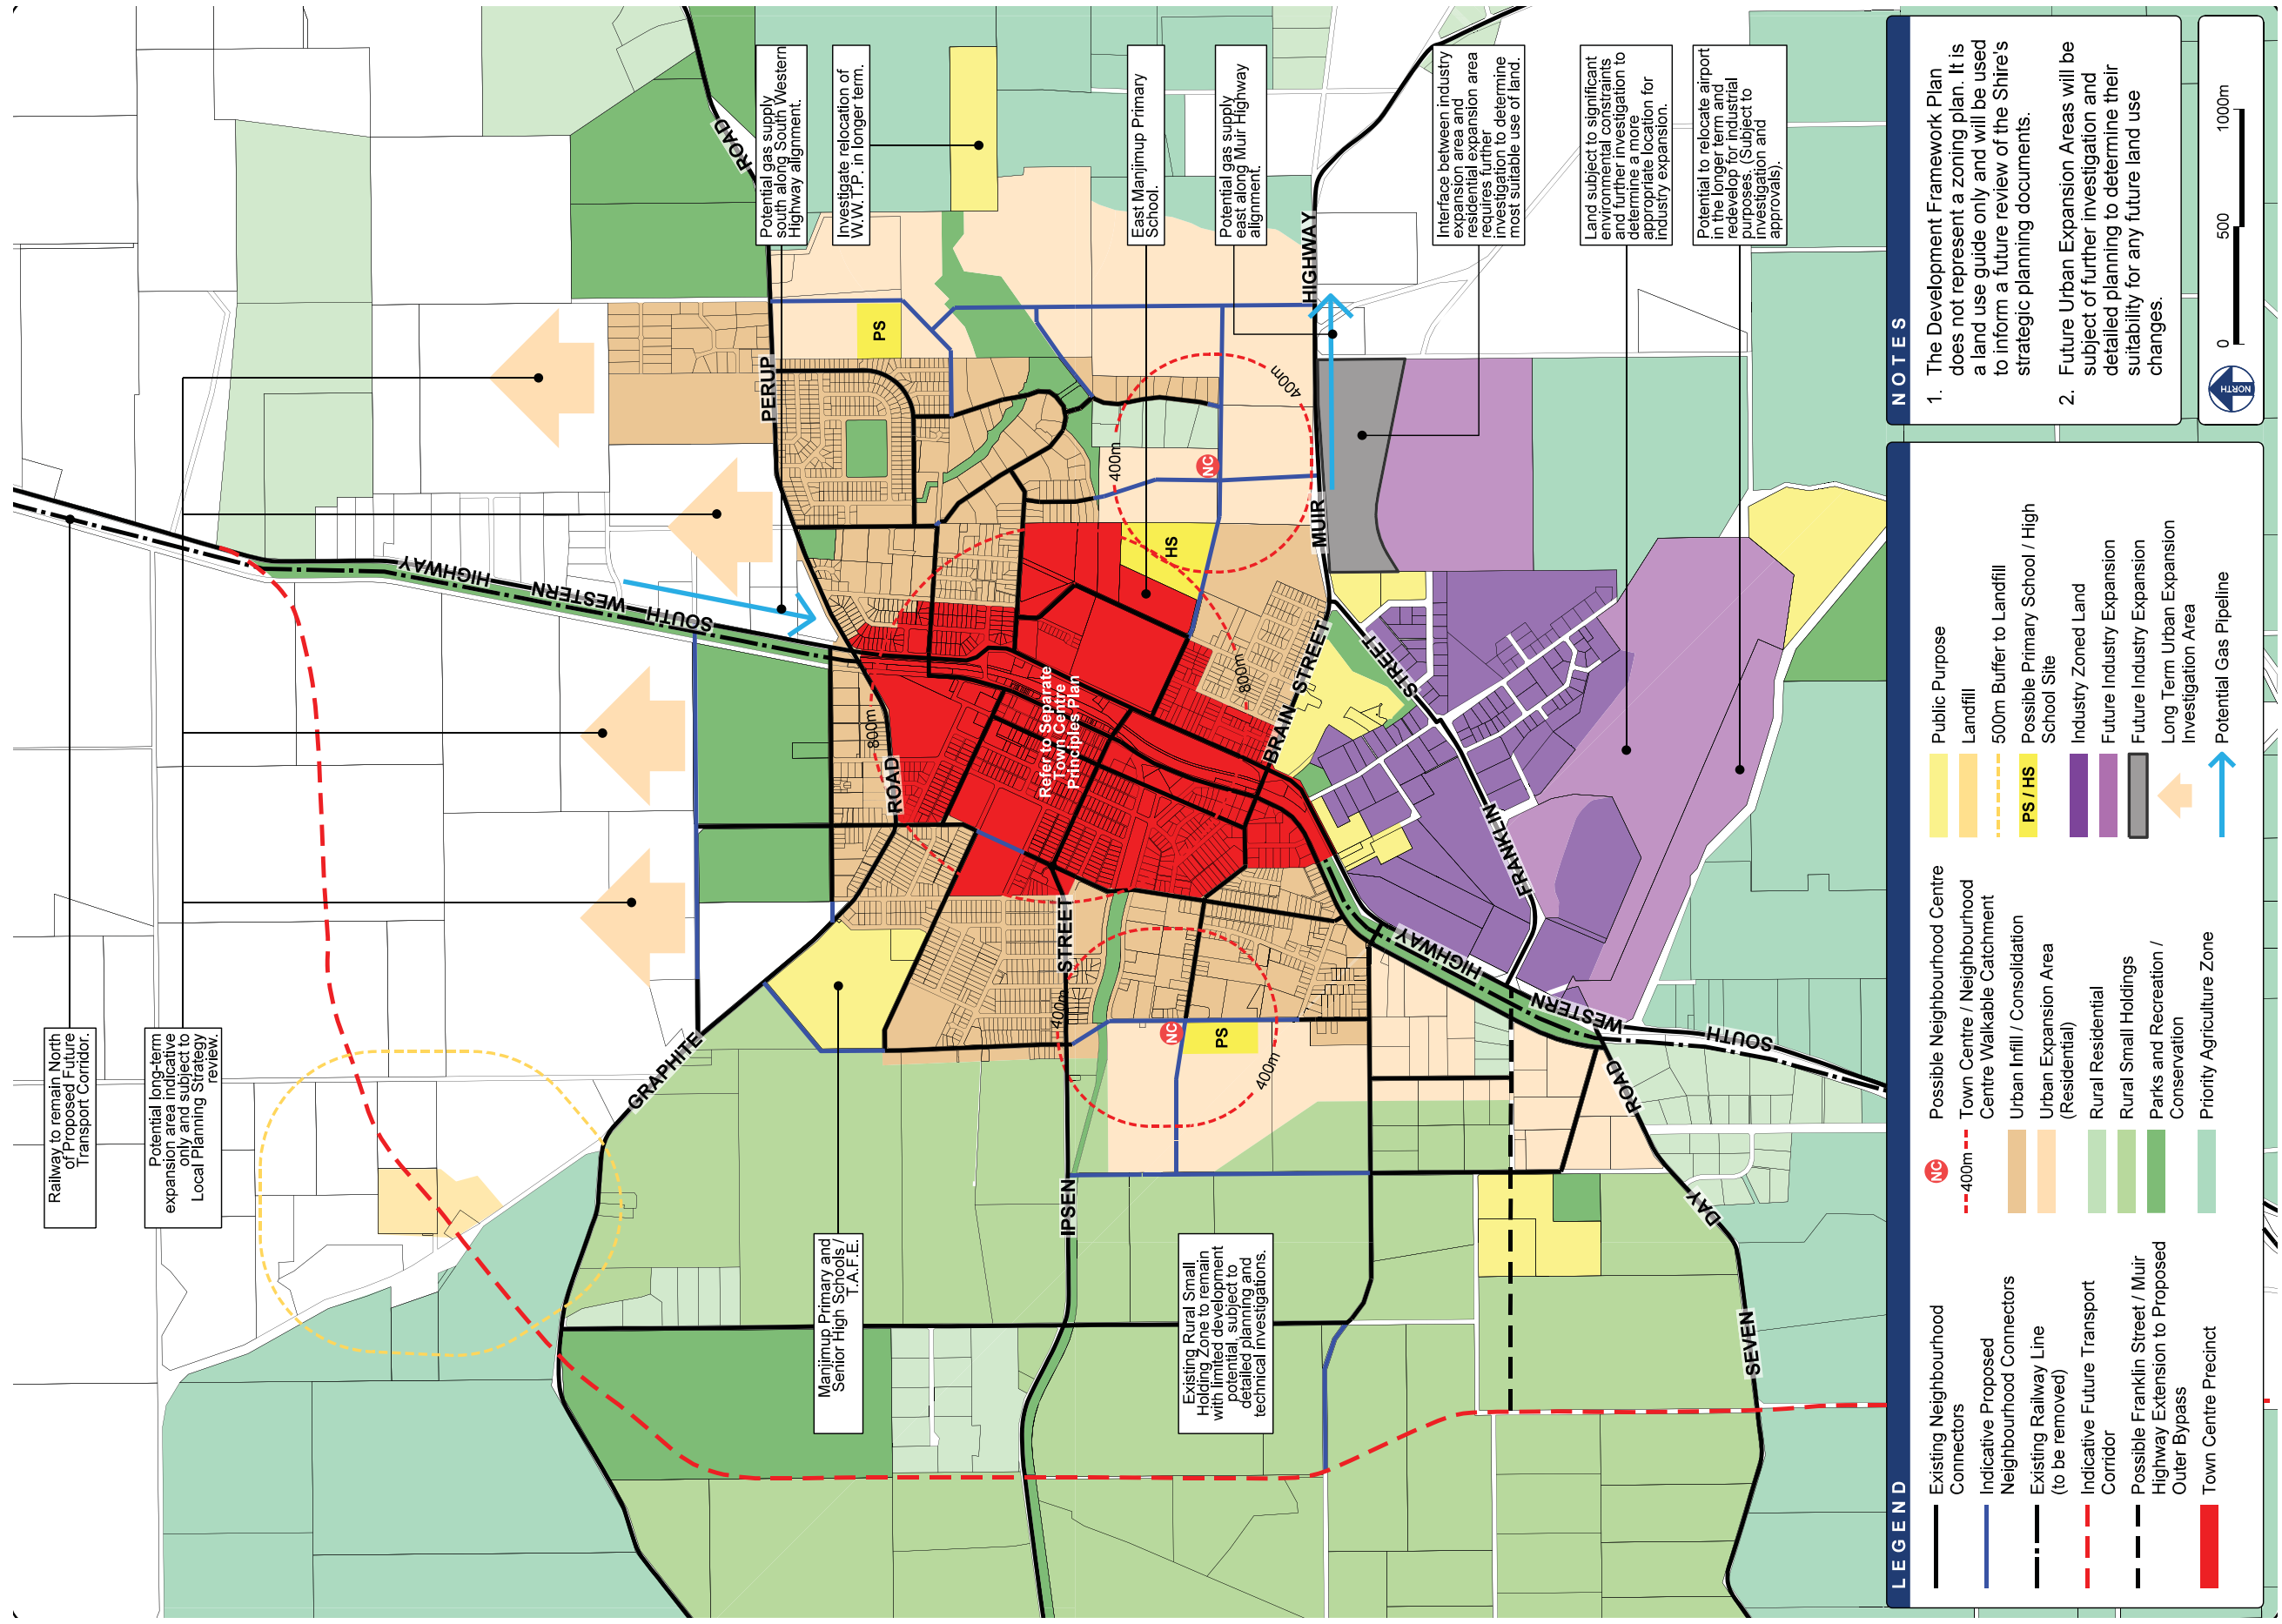 Railway to remain North
of Proposed Future
Transport Corridor.
Potential long-term
expansion area indicative
only and subject to
Local Planning Strategy
review.
Manjimup Primary and
Senior High Schools /
T.A.F.E.
Existing Rural Small
Holding Zone to remain
with limited development
potential, subject to
detailed planning and
technical investigations.
Potential gas supply
south along South Western
Highway alignment.
Investigate relocation of
W.W.T.P. in longer term.
East Manjimup Primary
School.
Potential gas supply
east along Muir Highway
alignment.
Interface between industry
expansion area and
residential expansion area
requires further
investigation to determine
most suitable use of land.
Land subject to significant
environmental constraints
and further investigation to
determine a more
appropriate location for
industry expansion.
Potential to relocate airport
in the longer term and
redevelop for industrial
purposes. (Subject to
investigation and
approvals).
SOUTH WESTERN HIGHWAY
PERUP
ROAD
GRAPHITE
ROAD
IPSEN
STREET
MUIR
HIGHWAY
BRAIN STREET
FRANKLIN
STREET
SOUTH
WESTERN
HIGHWAY
SEVEN
DAY
ROAD
Refer to Separate
Town Centre
Principles Plan
800m
800m
400m
400m
400m
400m
PS
PS
HS
NC
NC
LEGEND
Existing Neighbourhood
Connectors
Indicative Proposed
Neighbourhood Connectors
Existing Railway Line
(to be removed)
Indicative Future Transport
Corridor
Possible Franklin Street / Muir
Highway Extension to Proposed
Outer Bypass
Town Centre Precinct
NC
Possible Neighbourhood Centre
400m
Town Centre / Neighbourhood
Centre Walkable Catchment
Urban Infill / Consolidation
Urban Expansion Area
(Residential)
Rural Residential
Rural Small Holdings
Parks and Recreation /
Conservation
Priority Agriculture Zone
Public Purpose
Landfill
500m Buffer to Landfill
PS / HS
Possible Primary School / High
School Site
Industry Zoned Land
Future Industry Expansion
Future Industry Expansion
Long Term Urban Expansion
Investigation Area
Potential Gas Pipeline
NOTES
1. The Development Framework Plan
does not represent a zoning plan. It is
a land use guide only and will be used
to inform a future review of the Shire's
strategic planning documents.
2. Future Urban Expansion Areas will be
subject of further investigation and
detailed planning to determine their
suitability for any future land use
changes.
NORTH
0 500 1000m